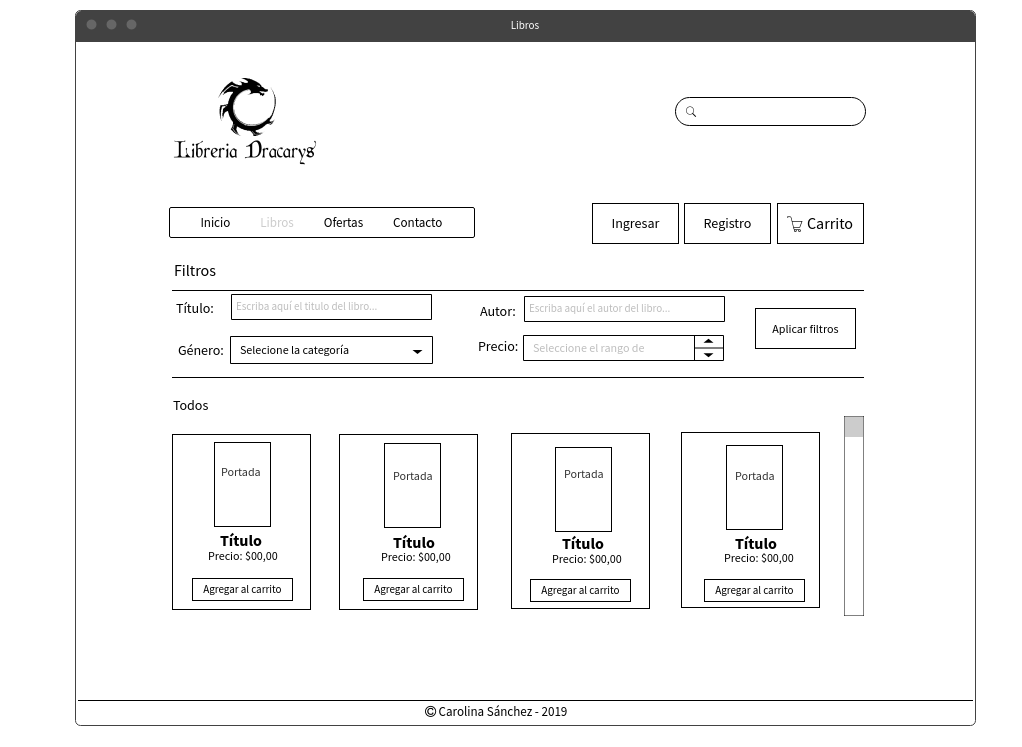 Libros
Libreria Dracarys
Inicio Libros Ofertas Contacto
Ingresar Registro Carrito
Filtros
Título: Escriba aquí el título del libro...
Autor: Escriba aquí el autor del libro...
Aplicar filtros
Género: Selecione la categoría
Precio: Seleccione el rango de
Todos
Portada Portada Portada Portada
Título Título Título Título
Precio: $00,00 Precio: $00,00 Precio: $00,00 Precio: $00,00
Agregar al carrito Agregar al carrito Agregar al carrito Agregar al carrito
© Carolina Sánchez - 2019